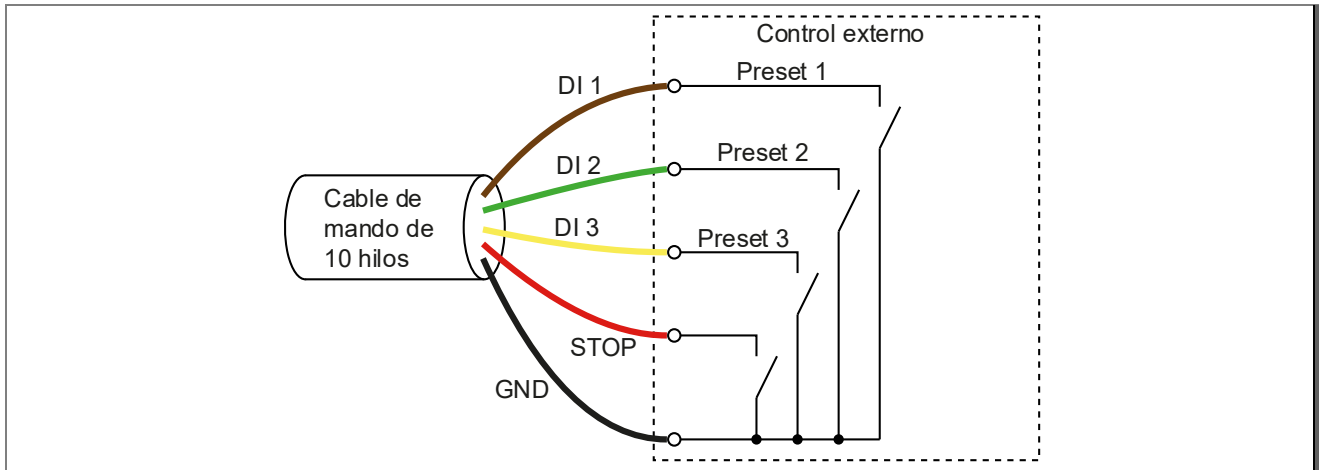 Control externo
DI 1
Preset 1
DI 2
Preset 2
Cable de
mando de
10 hilos
DI 3
Preset 3
STOP
GND